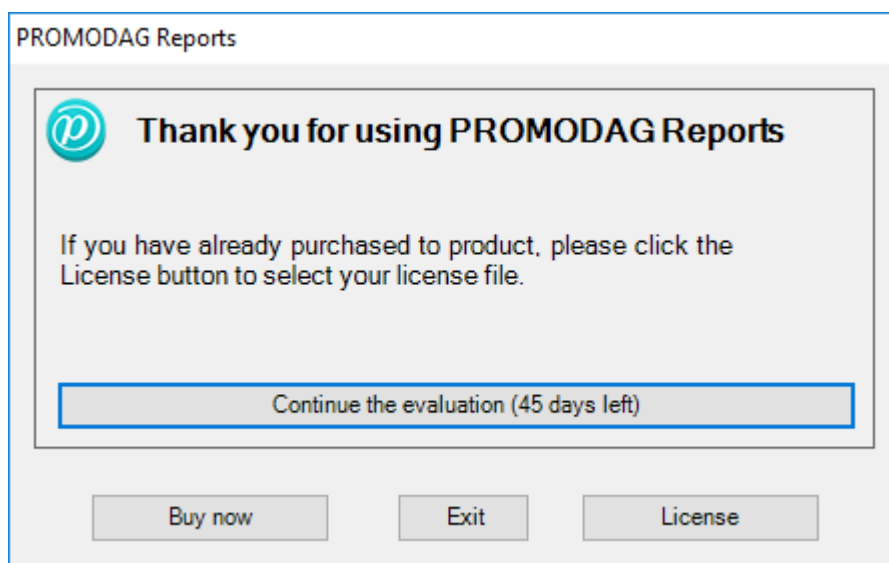 PROMODAG Reports
Thank you for using PROMODAG Reports
If you have already purchased to product, please click the
License button to select your license file.
Continue the evaluation (45 days left)
Buy now
Exit
License